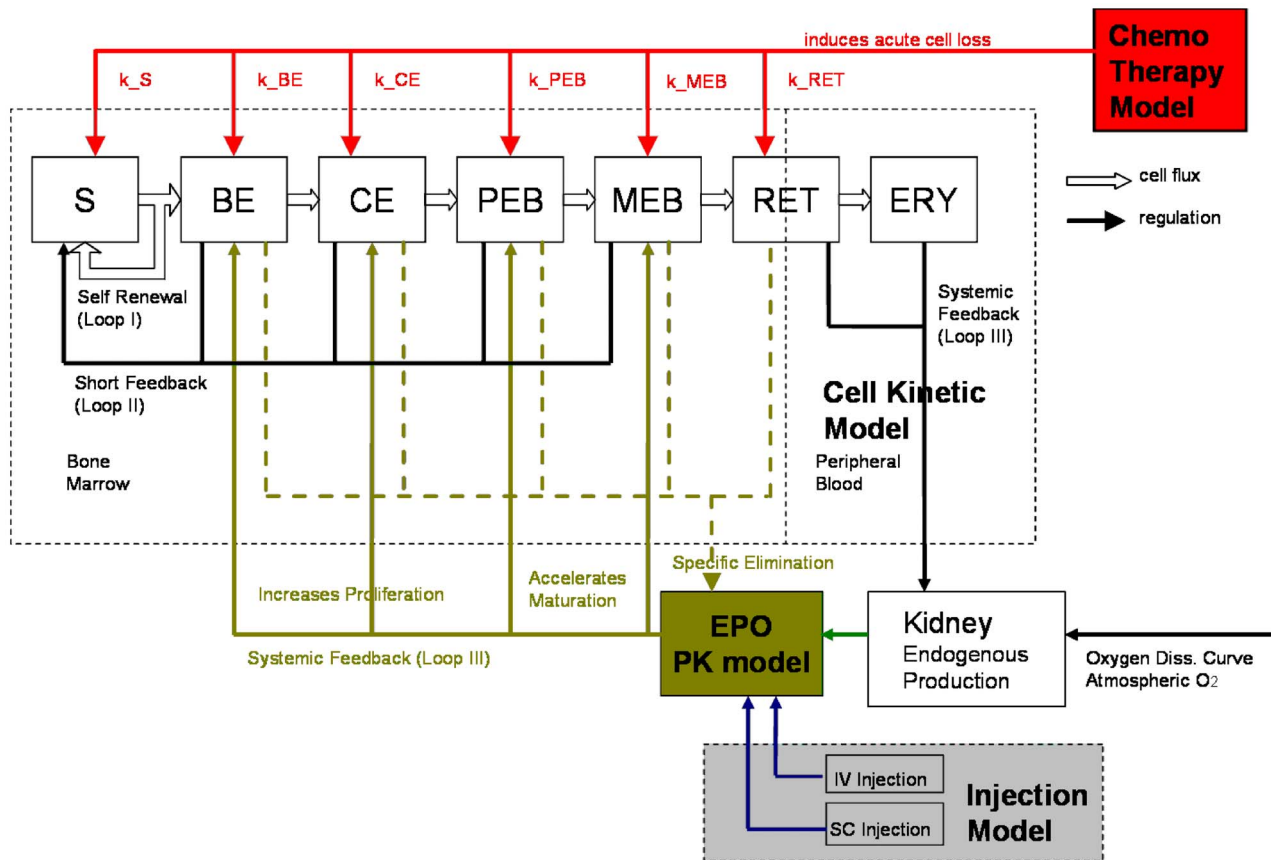 induces acute cell loss
Chemo
Therapy
Model
k_S
k_BE
k_CE
k_PEB
k_MEB
k_RET
S
BE
CE
PEB
MEB
RET
ERY
cell flux
regulation
Self Renewal
(Loop I)
Systemic
Feedback
(Loop III)
Short Feedback
(Loop II)
Cell Kinetic
Model
Bone
Marrow
Peripheral
Blood
Specific Elimination
Increases Proliferation
Accelerates
Maturation
Systemic Feedback (Loop III)
EPO
PK model
Kidney
Endogenous
Production
Oxygen Diss. Curve
Atmospheric O2
IV Injection
SC Injection
Injection
Model